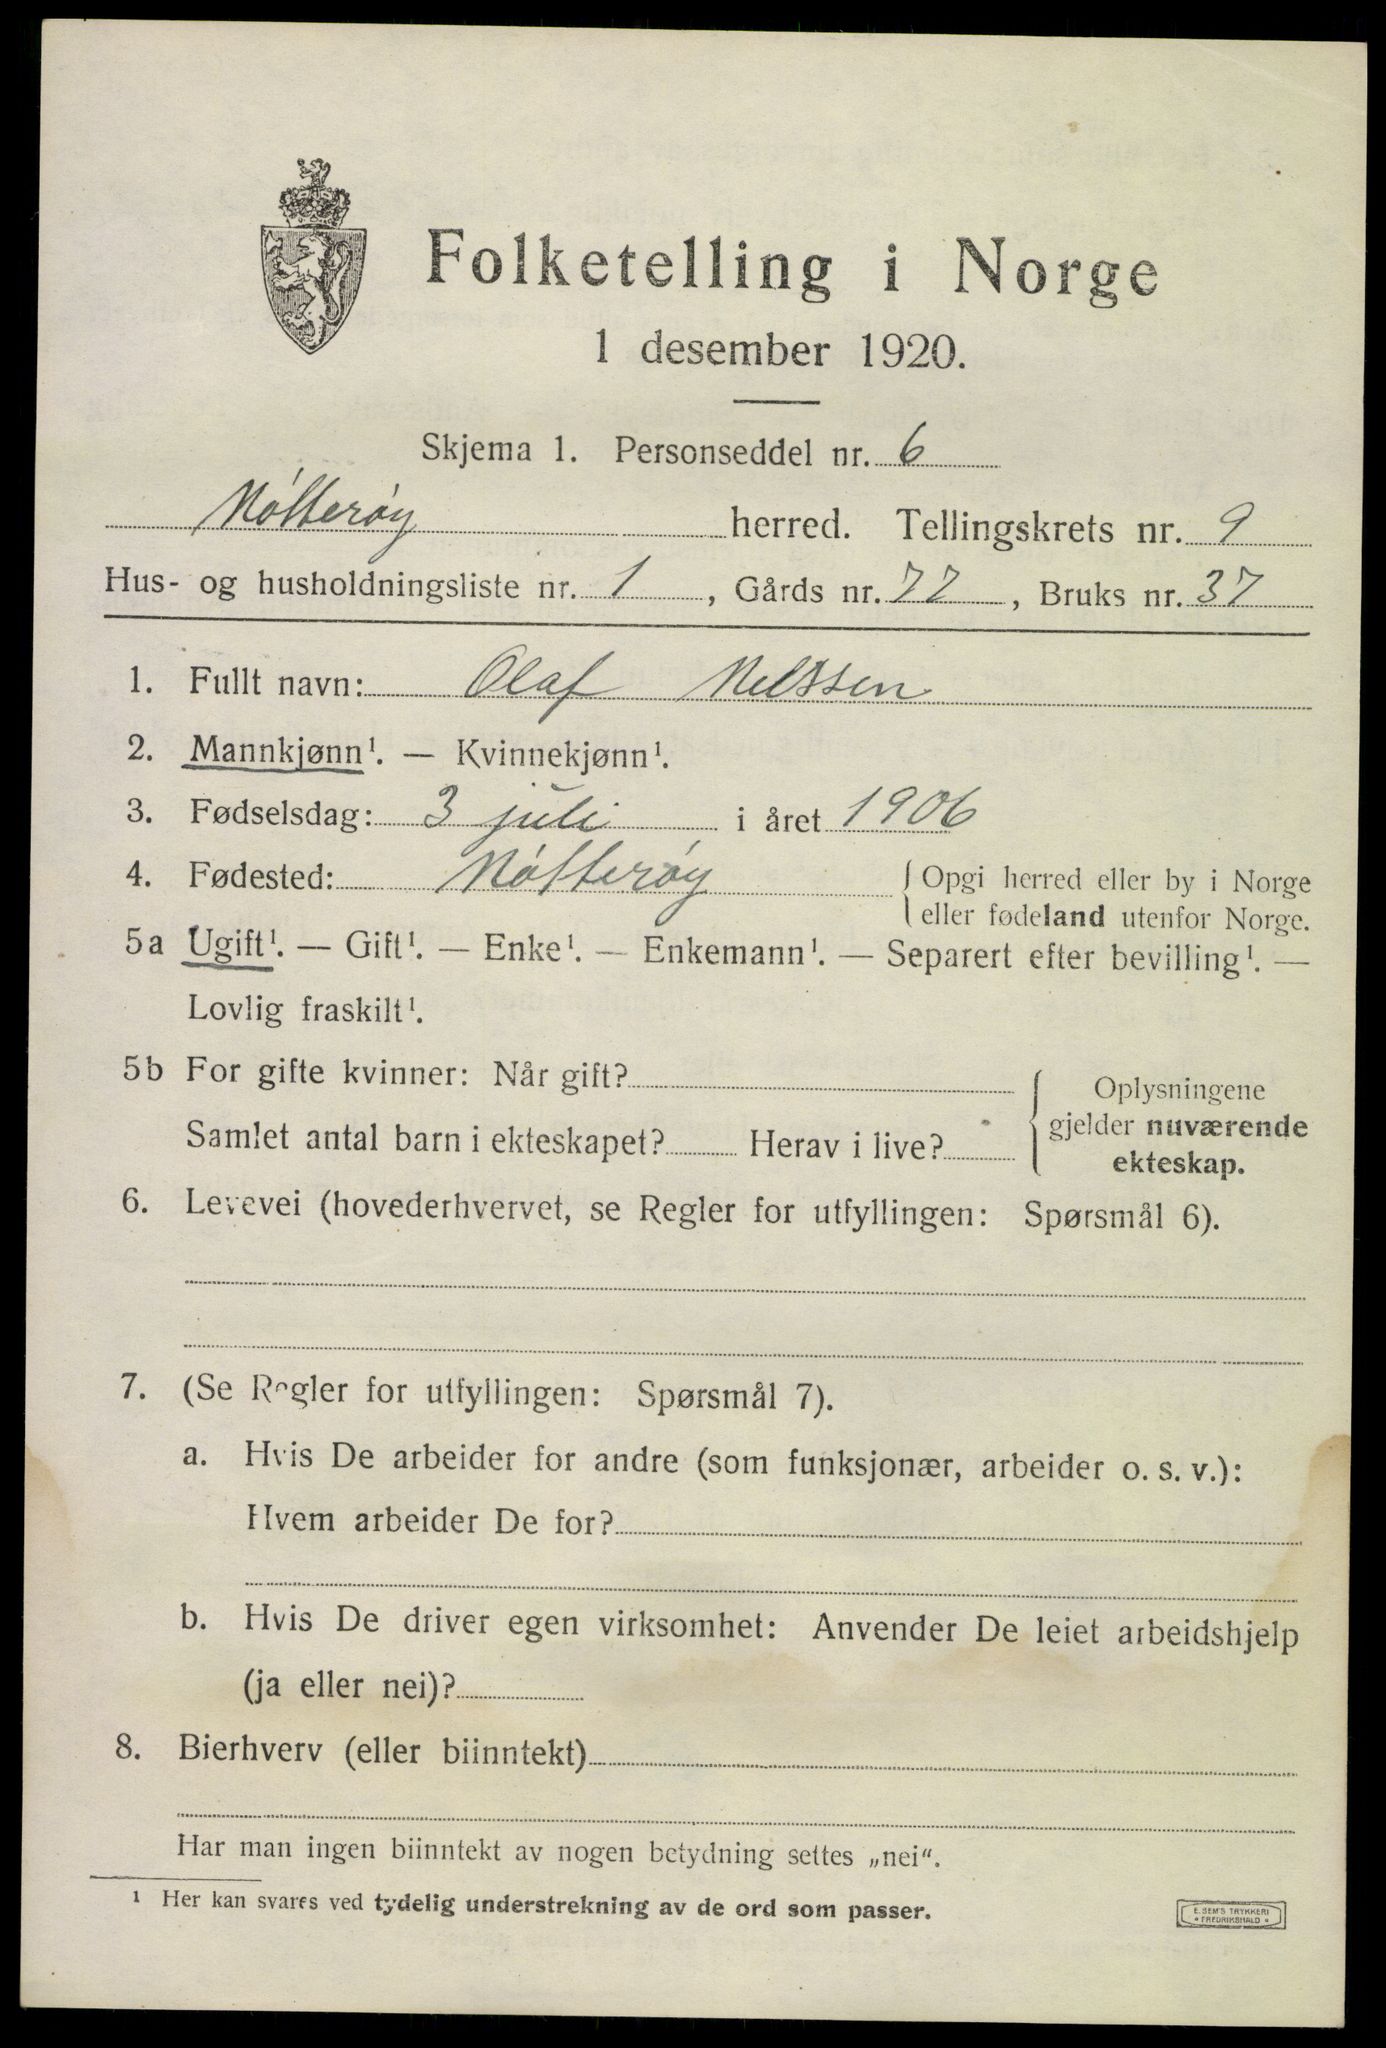 Folketelling i Norge
1 desember 1920.
Skjema 1. Personseddel nr. 6
Nøtterøy herred. Tellingskrets nr. 9
Hus- og husholdningsliste nr. 1, Gårds nr. 72, Bruks nr. 37
1. Fullt navn: Olaf Nilssen
2. Mannkjønn¹. — Kvinnekjønn¹.
3. Fødselsdag: 3 juli i året 1906
4. Fødested: Nøtterøy { Opgi herred eller by i Norge
eller fødeland utenfor Norge.
5a Ugift¹. — Gift¹. — Enke¹. — Enkemann¹. — Separert efter bevilling¹. —
Lovlig fraskilt¹.
5b For gifte kvinner: Når gift? { Oplysningene
gjelder nuværende
Samlet antal barn i ekteskapet? Herav i live?
ekteskap.
6. Levevei (hovederhvervet, se Regler for utfyllingen: Spørsmål 6).
7. (Se Regler for utfyllingen: Spørsmål 7).
a. Hvis De arbeider for andre (som funksjonær, arbeider o. s. v.):
Hvem arbeider De for?
b. Hvis De driver egen virksomhet: Anvender De leiet arbeidshjelp
(ja eller nei)?
8. Bierhverv (eller biinntekt)
Har man ingen biinntekt av nogen betydning settes „nei“.
¹ Her kan svares ved tydelig understrekning av de ord som passer.
E. SEM'S TRYKKERI
* FREDRIKSHALD *